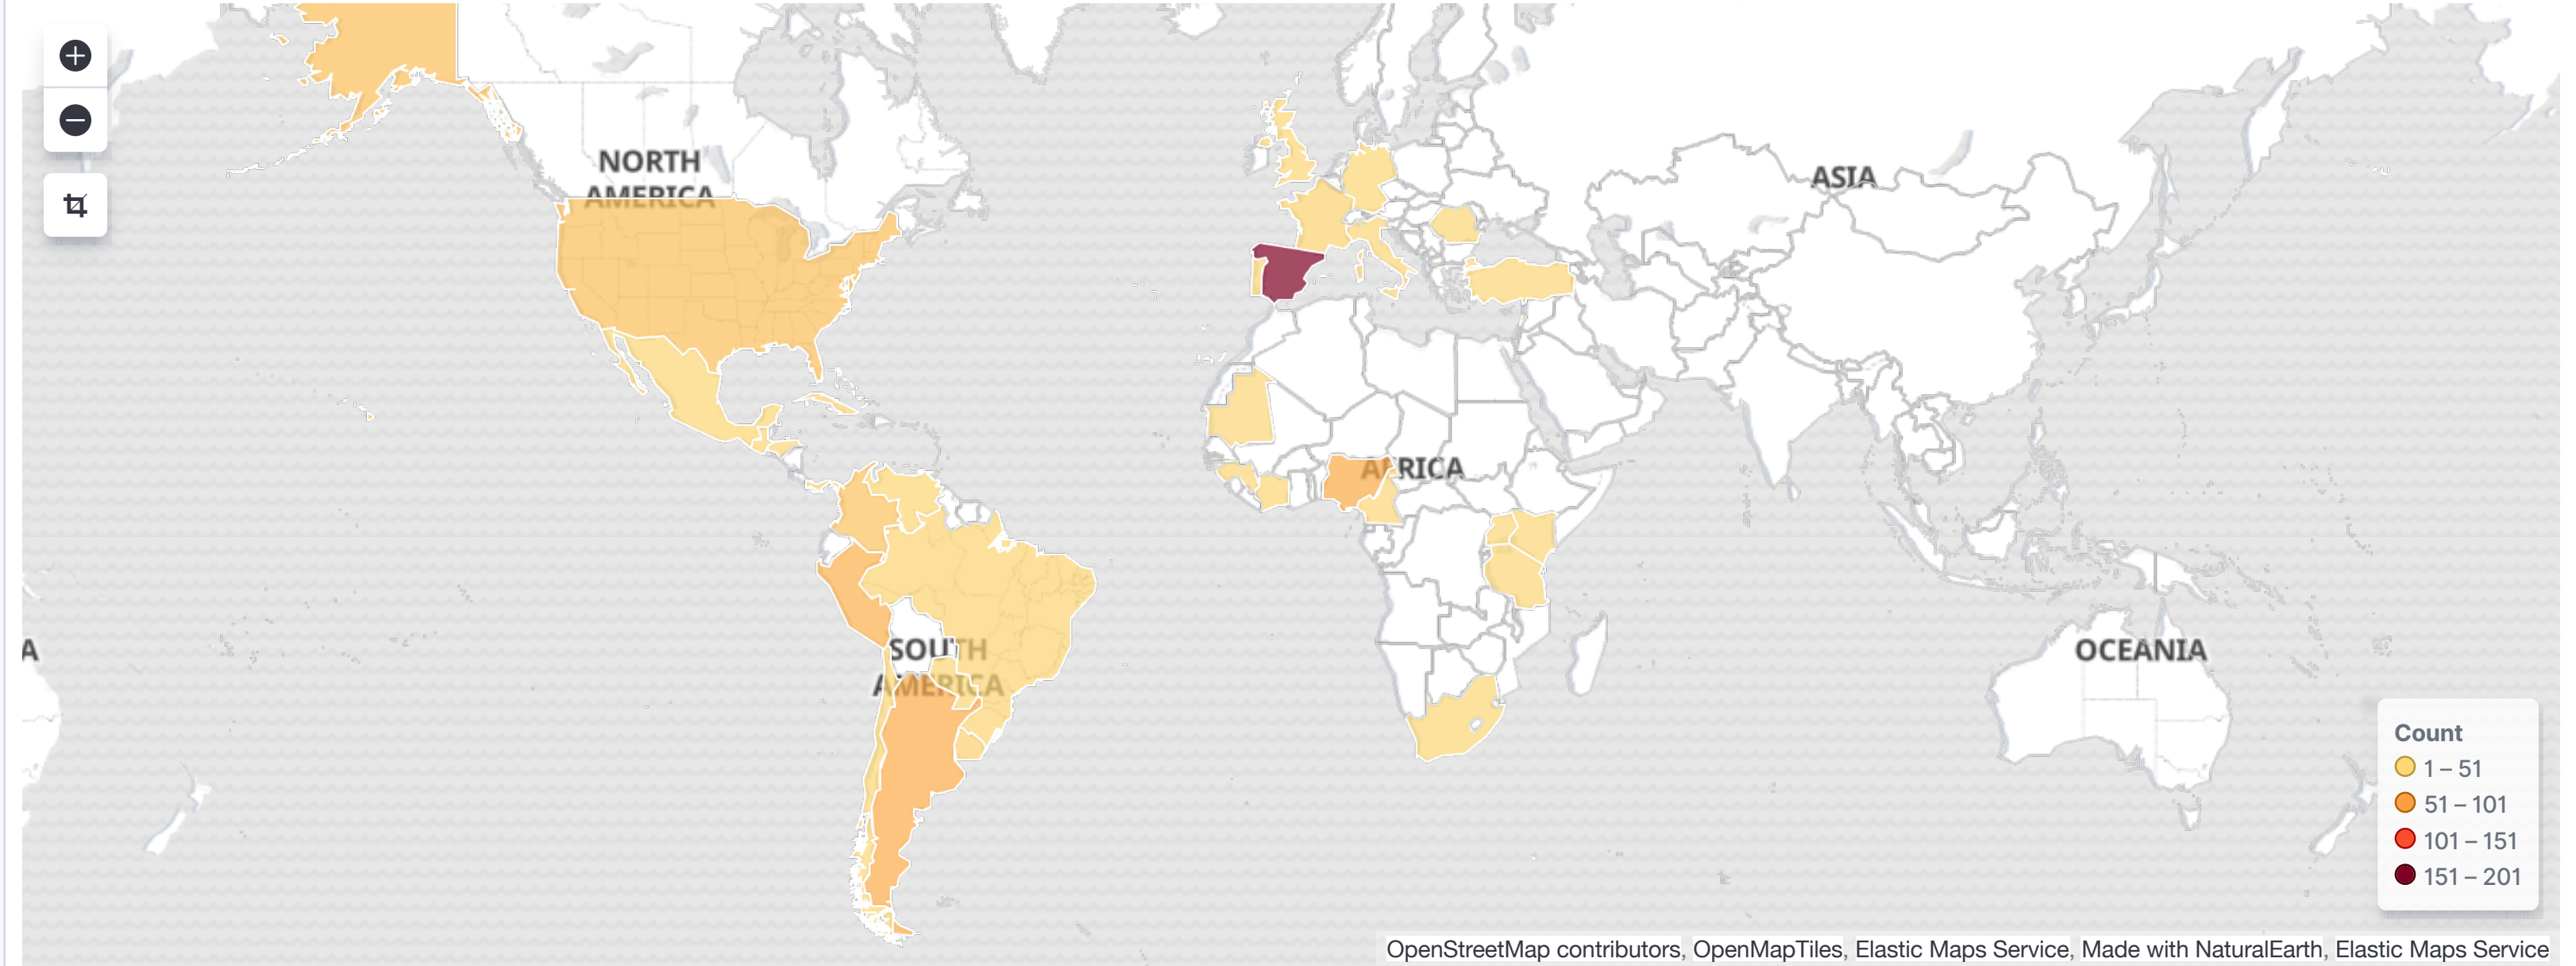 NORTH
AMERICA
ASIA
AFRICA
SOUTH
AMERICA
A
OCEANIA
Count
1 – 51
51 – 101
101 – 151
151 – 201
OpenStreetMap contributors, OpenMapTiles, Elastic Maps Service, Made with NaturalEarth, Elastic Maps Service